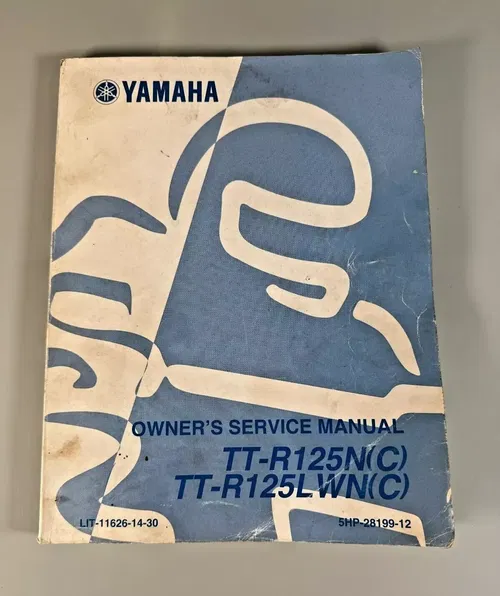 YAMAHA
OWNER'S SERVICE MANUAL
TT-R125N(C)
TT-R125LWN(C)
LIT-11626-14-30 5HP-28199-12